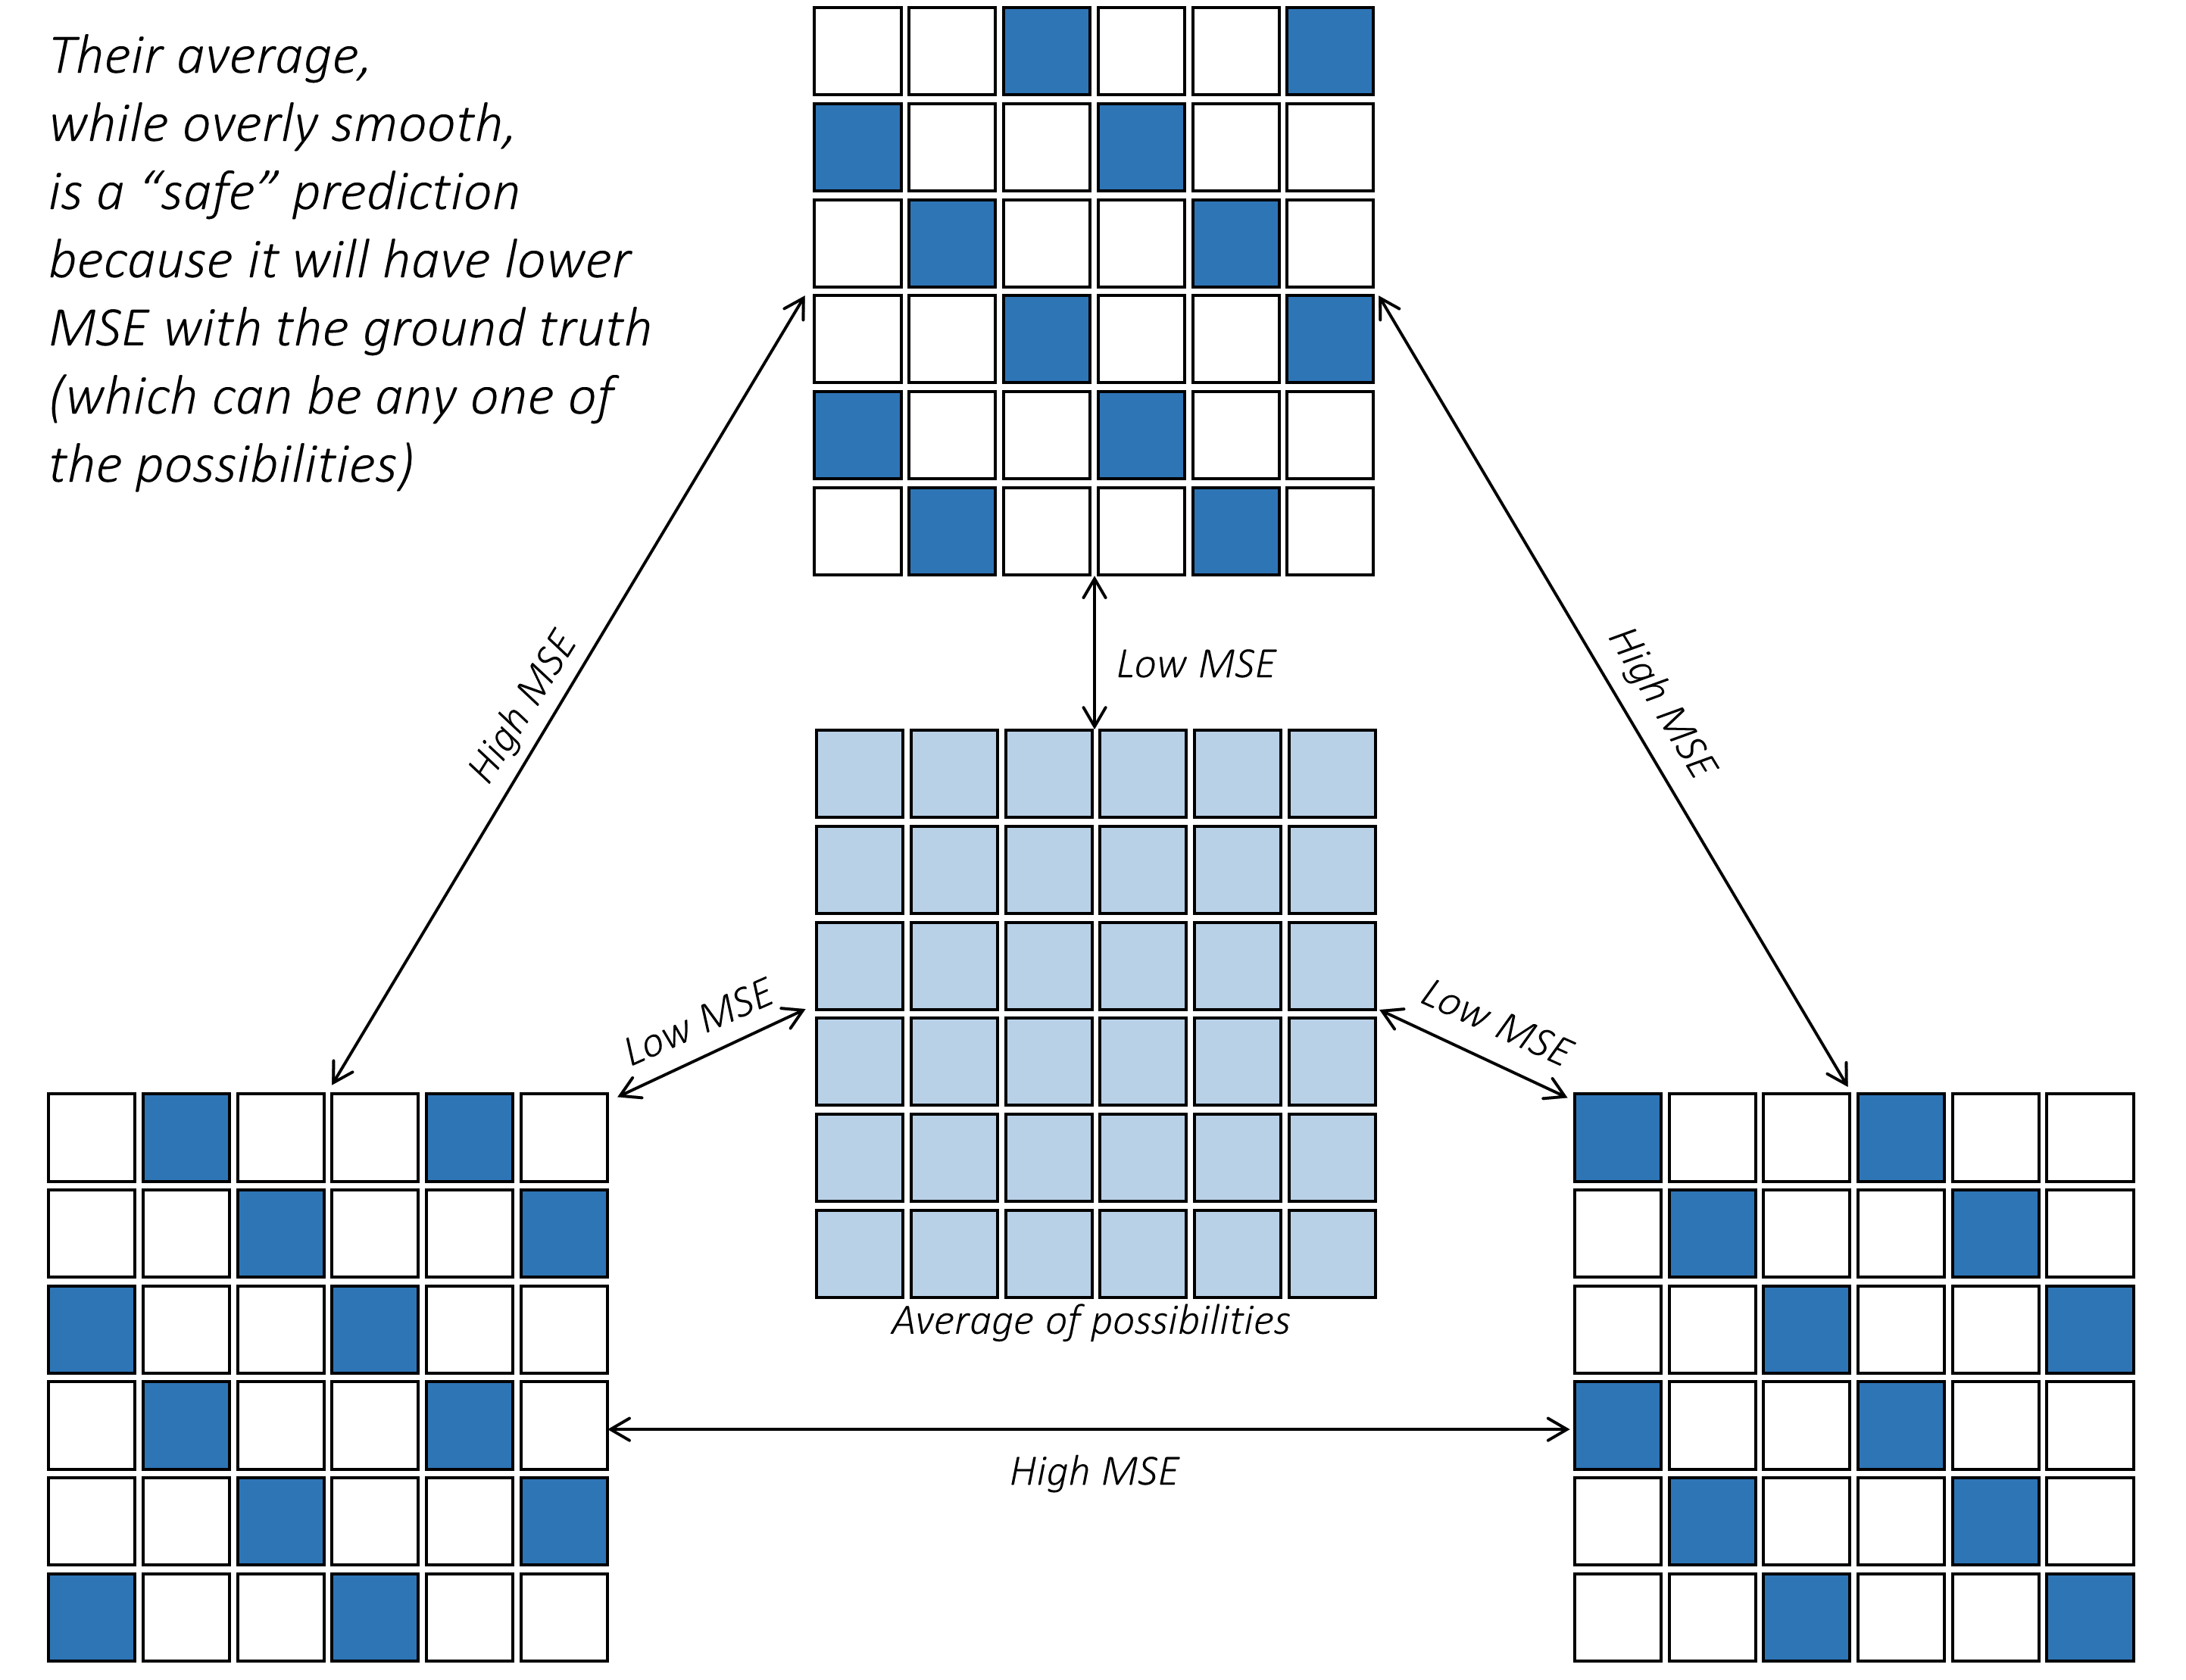 Their average,
while overly smooth,
is a “safe” prediction
because it will have lower
MSE with the ground truth
(which can be any one of
the possibilities)
High MSE
High MSE
Low MSE
Low MSE
Low MSE
Average of possibilities
High MSE